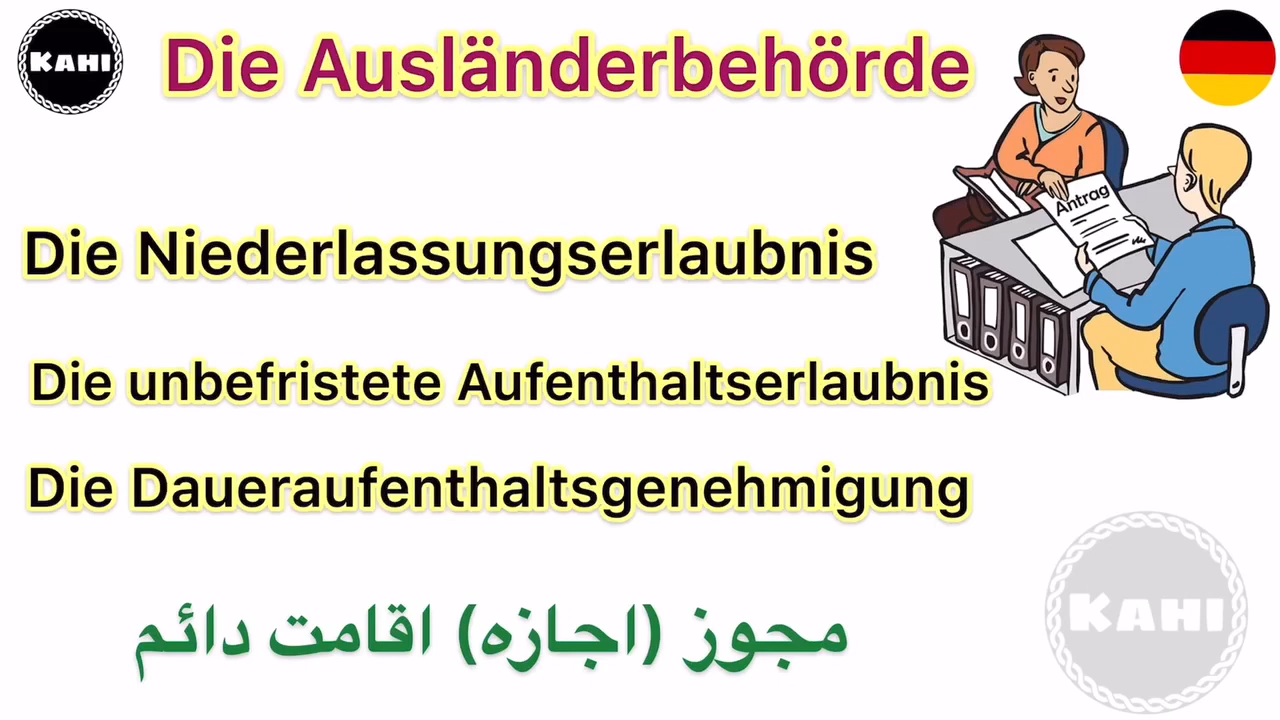 KAHI
Die Ausländerbehörde
Antrag
Die Niederlassungserlaubnis
Die unbefristete Aufenthaltserlaubnis
Die Daueraufenthaltsgenehmigung
مجوز (اجازه) اقامت دائم
KAHI